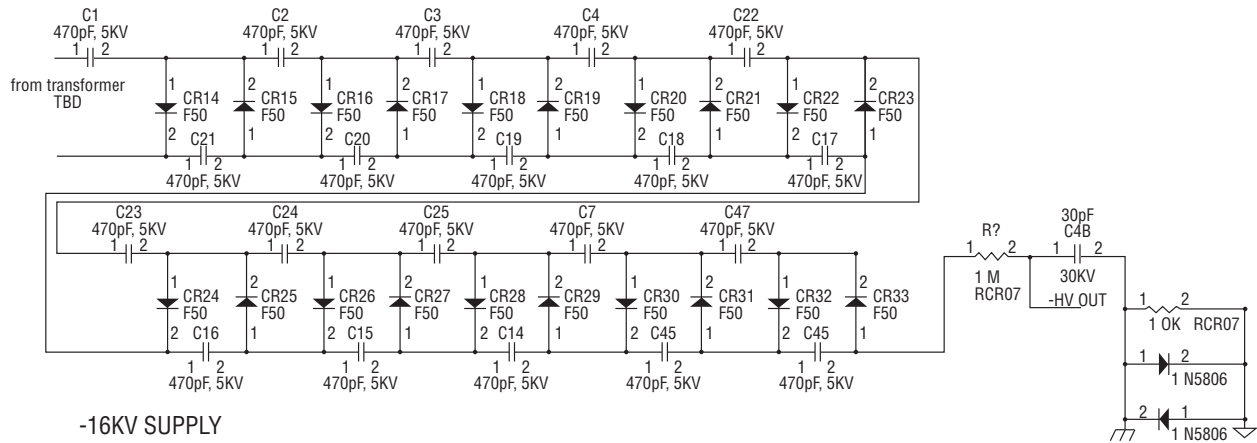 C1 C2 C3 C4 C22
470pF, 5KV 470pF, 5KV 470pF, 5KV 470pF, 5KV 470pF, 5KV
1 2 1 2 1 2 1 2 1 2
from transformer
TBD
1 2 1 2 1 2 1 2 1 2
CR14 CR15 CR16 CR17 CR18 CR19 CR20 CR21 CR22 CR23
F50 F50 F50 F50 F50 F50 F50 F50 F50 F50
2 1 2 1 2 1 2 1 2 1
C21 C20 C19 C18 C17
1 2 1 2 1 2 1 2 1 2
470pF, 5KV 470pF, 5KV 470pF, 5KV 470pF, 5KV 470pF, 5KV
C23 C24 C25 C7 C47
470pF, 5KV 470pF, 5KV 470pF, 5KV 470pF, 5KV 470pF, 5KV
1 2 1 2 1 2 1 2 1 2
1 2 1 2 1 2 1 2 1 2
CR24 CR25 CR26 CR27 CR28 CR29 CR30 CR31 CR32 CR33
F50 F50 F50 F50 F50 F50 F50 F50 F50 F50
2 1 2 1 2 1 2 1 2 1
C16 C15 C14 C45 C45
1 2 1 2 1 2 1 2 1 2
470pF, 5KV 470pF, 5KV 470pF, 5KV 470pF, 5KV 470pF, 5KV
R?
1 2
1 M
RCR07
30pF
C4B
1 2
30KV
-HV OUT
1 2
1 OK RCR07
1 2
1 N5806
2 1
1 N5806
-16KV SUPPLY